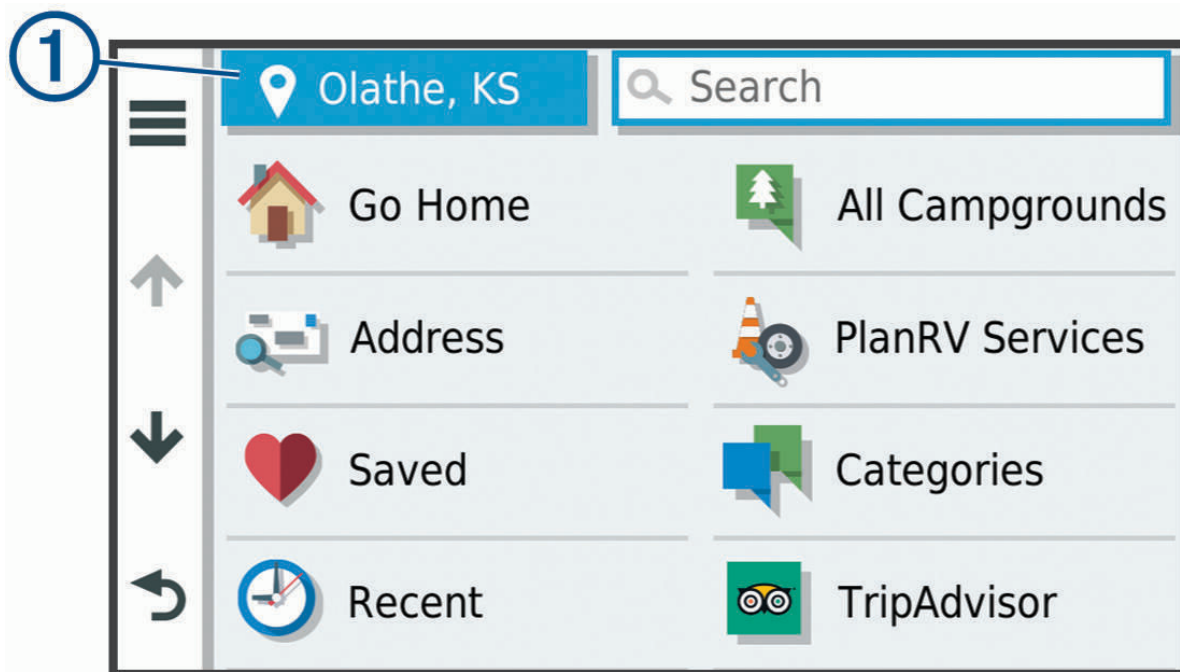 1
Olathe, KS
Search
Go Home
All Campgrounds
Address
PlanRV Services
Saved
Categories
Recent
TripAdvisor